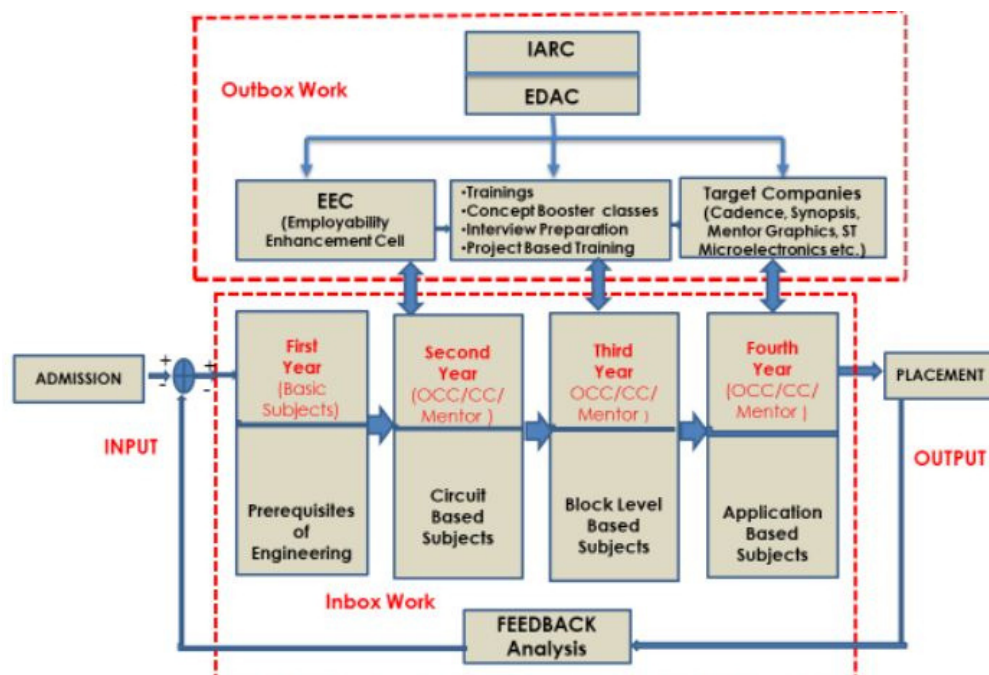 IARC
EDAC
Outbox Work
EEC
(Employability
Enhancement Cell
•Trainings
•Concept Booster classes
•Interview Preparation
•Project Based Training
Target Companies
(Cadence, Synopsis,
Mentor Graphics, ST
Microelectronics etc.)
ADMISSION
+
-
+
-
INPUT
First
Year
(Basic
Subjects)
Prerequisites
of
Engineering
Second
Year
(OCC/CC/
Mentor )
Circuit
Based
Subjects
Third
Year
OCC/CC/
Mentor )
Block Level
Based
Subjects
Fourth
Year
(OCC/CC/
Mentor )
Application
Based
Subjects
PLACEMENT
OUTPUT
Inbox Work
FEEDBACK
Analysis